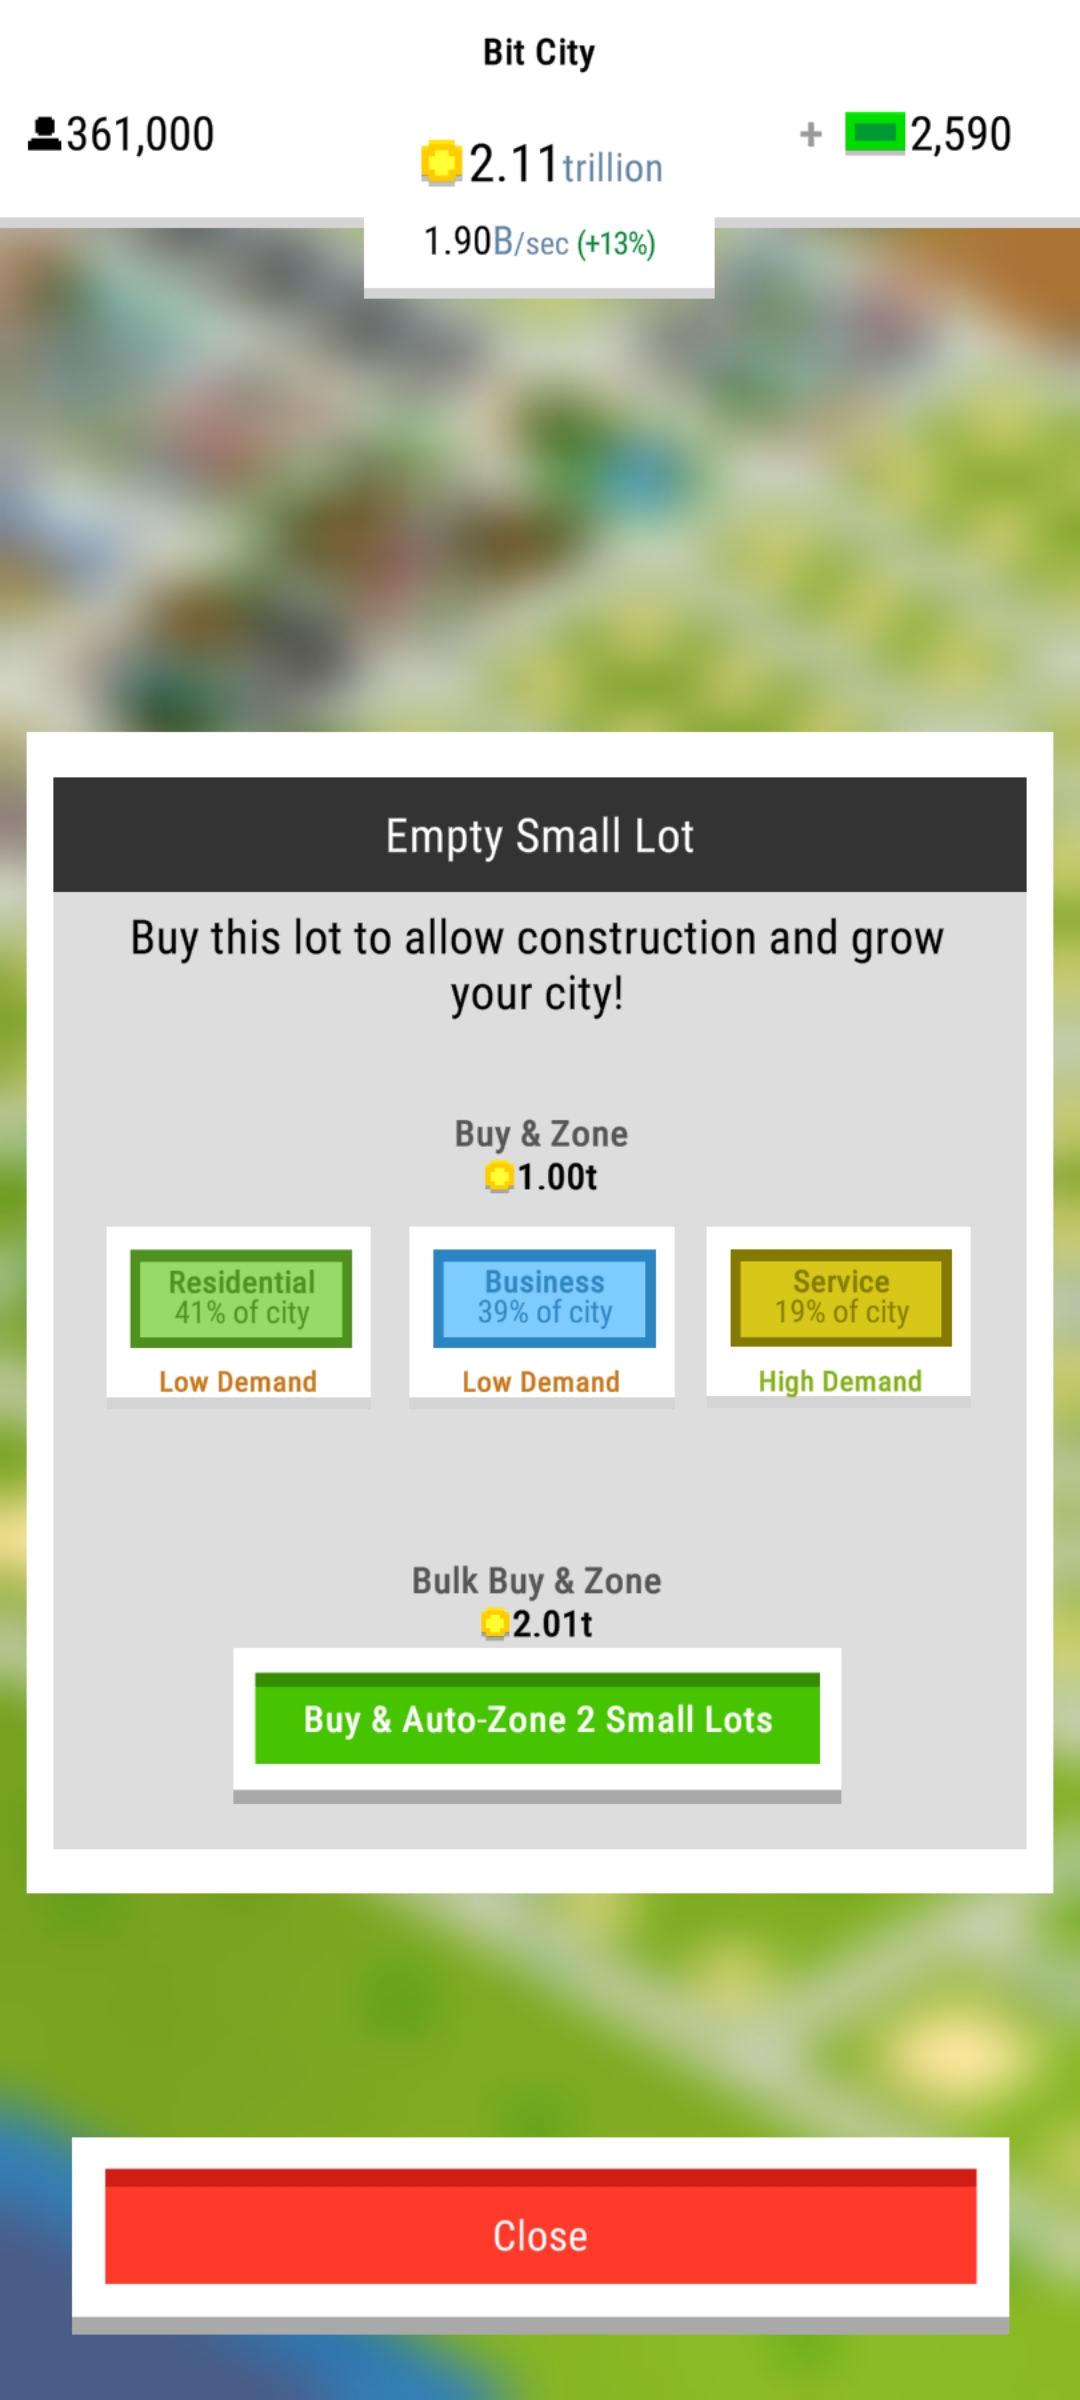 Bit City
361,000
2.11trillion
+ 2,590
1.90B/sec (+13%)
Empty Small Lot
Buy this lot to allow construction and grow
your city!
Buy & Zone
1.00t
Residential
41% of city
Low Demand
Business
39% of city
Low Demand
Service
19% of city
High Demand
Bulk Buy & Zone
2.01t
Buy & Auto-Zone 2 Small Lots
Close